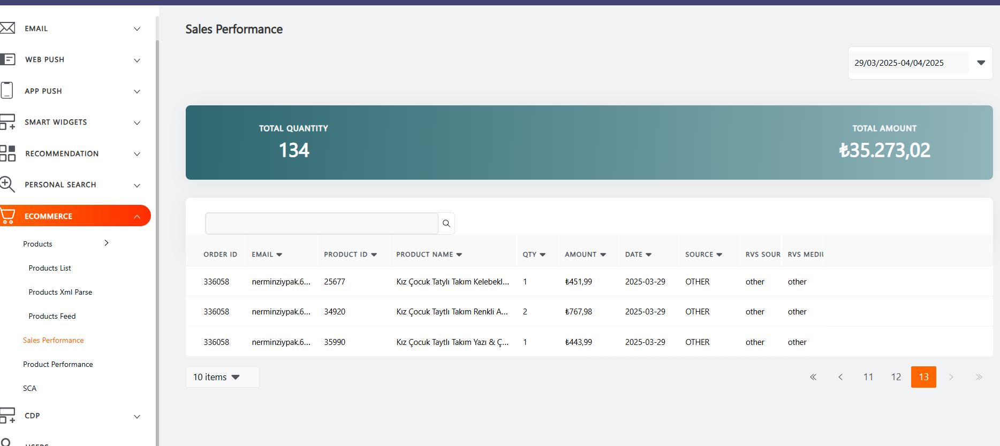 EMAIL
WEB PUSH
APP PUSH
SMART WIDGETS
RECOMMENDATION
PERSONAL SEARCH
ECOMMERCE
Products
Products List
Products Xml Parse
Products Feed
Sales Performance
Product Performance
SCA
CDP
USERS
Sales Performance
29/03/2025-04/04/2025
TOTAL QUANTITY
134
TOTAL AMOUNT
₺35.273,02
ORDER ID EMAIL PRODUCT ID PRODUCT NAME QTY AMOUNT DATE SOURCE RVS SOUR RVS MEDIU
336058 nerminziypak.6... 25677 Kız Çocuk Tatylı Takım Kelebekl... 1 ₺451,99 2025-03-29 OTHER other other
336058 nerminziypak.6... 34920 Kız Çocuk Taytlı Takım Renkli A... 2 ₺767,98 2025-03-29 OTHER other other
336058 nerminziypak.6... 35990 Kız Çocuk Taytlı Takım Yazı & Ç... 1 ₺443,99 2025-03-29 OTHER other other
10 items
11 12 13